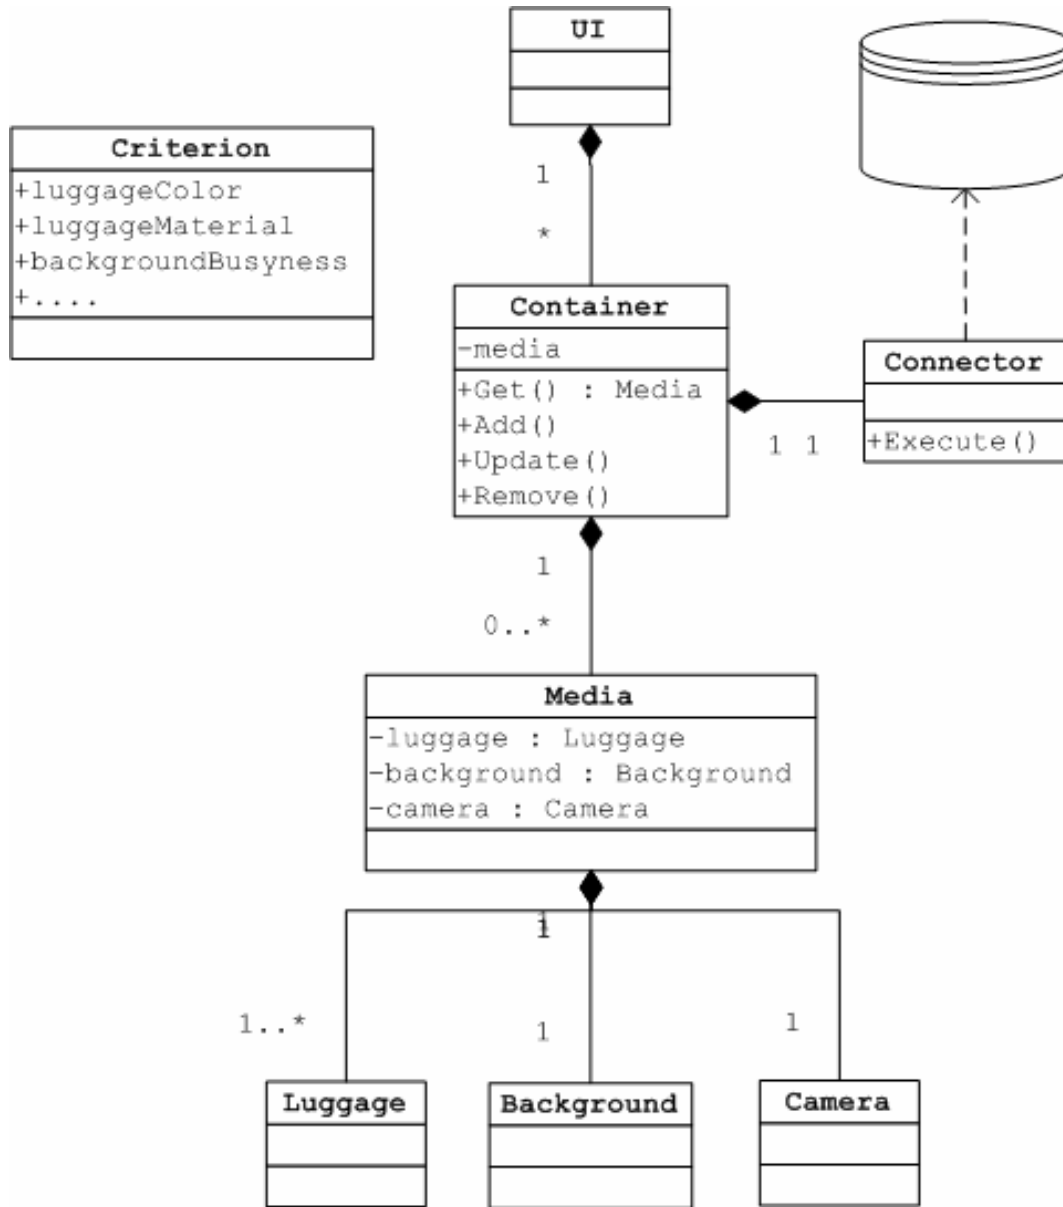 UI
1
*
Criterion
+luggageColor
+luggageMaterial
+backgroundBusyness
+....
Container
-media
+Get() : Media
+Add()
+Update()
+Remove()
1 1
Connector
+Execute()
1
0..*
Media
-luggage : Luggage
-background : Background
-camera : Camera
1
1..*
1
1
Luggage
Background
Camera